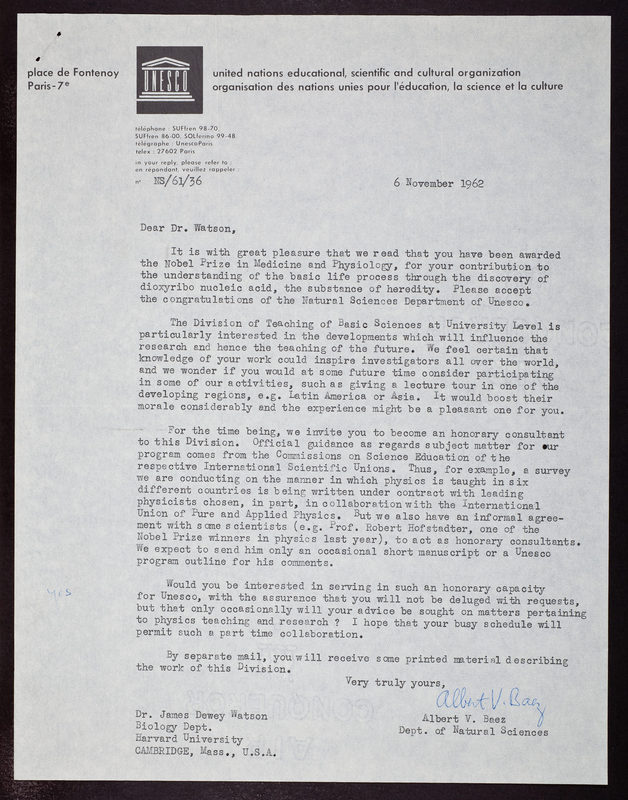 place de Fontenoy
Paris-7e
UNESCO
united nations educational, scientific and cultural organization
organisation des nations unies pour l'éducation, la science et la culture
téléphone : SUFfren 98-70,
SUFfren 86-00, SOLferino 99-48
télégraphe : UnescoParis
telex : 27602 Paris
in your reply, please refer to :
en répondant, veuillez rappeler :
n° NS/61/36
6 November 1962
Dear Dr. Watson,
It is with great pleasure that we read that you have been awarded
the Nobel Prize in Medicine and Physiology, for your contribution to
the understanding of the basic life process through the discovery of
dioxyribo nucleic acid, the substance of heredity. Please accept
the congratulations of the Natural Sciences Department of Unesco.
The Division of Teaching of Basic Sciences at University Level is
particularly interested in the developments which will influence the
research and hence the teaching of the future. We feel certain that
knowledge of your work could inspire investigators all over the world,
and we wonder if you would at some future time consider participating
in some of our activities, such as giving a lecture tour in one of the
developing regions, e.g. Latin America or Asia. It would boost their
morale considerably and the experience might be a pleasant one for you.
For the time being, we invite you to become an honorary consultant
to this Division. Official guidance as regards subject matter for our
program comes from the Commissions on Science Education of the
respective International Scientific Unions. Thus, for example, a survey
we are conducting on the manner in which physics is taught in six
different countries is being written under contract with leading
physicists chosen, in part, in collaboration with the International
Union of Pure and Applied Physics. But we also have an informal agree-
ment with some scientists (e.g. Prof. Robert Hofstadter, one of the
Nobel Prize winners in physics last year), to act as honorary consultants.
We expect to send him only an occasional short manuscript or a Unesco
program outline for his comments.
yes
Would you be interested in serving in such an honorary capacity
for Unesco, with the assurance that you will not be deluged with requests,
but that only occasionally will your advice be sought on matters pertaining
to physics teaching and research ? I hope that your busy schedule will
permit such a part time collaboration.
By separate mail, you will receive some printed material describing
the work of this Division.
Very truly yours,
Albert V. Baez
Albert V. Baez
Dept. of Natural Sciences
Dr. James Dewey Watson
Biology Dept.
Harvard University
CAMBRIDGE, Mass., U.S.A.